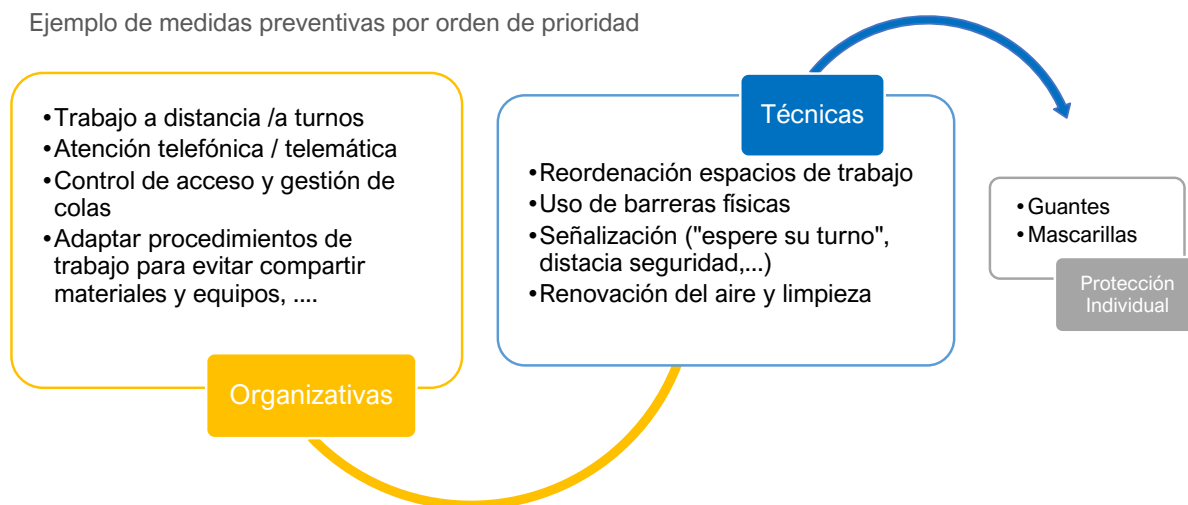 Ejemplo de medidas preventivas por orden de prioridad
•Trabajo a distancia /a turnos
•Atención telefónica / telemática
•Control de acceso y gestión de
colas
•Adaptar procedimientos de
trabajo para evitar compartir
materiales y equipos, ....
Organizativas
Técnicas
•Reordenación espacios de trabajo
•Uso de barreras físicas
•Señalización ("espere su turno",
distacia seguridad,...)
•Renovación del aire y limpieza
•Guantes
•Mascarillas
Protección
Individual